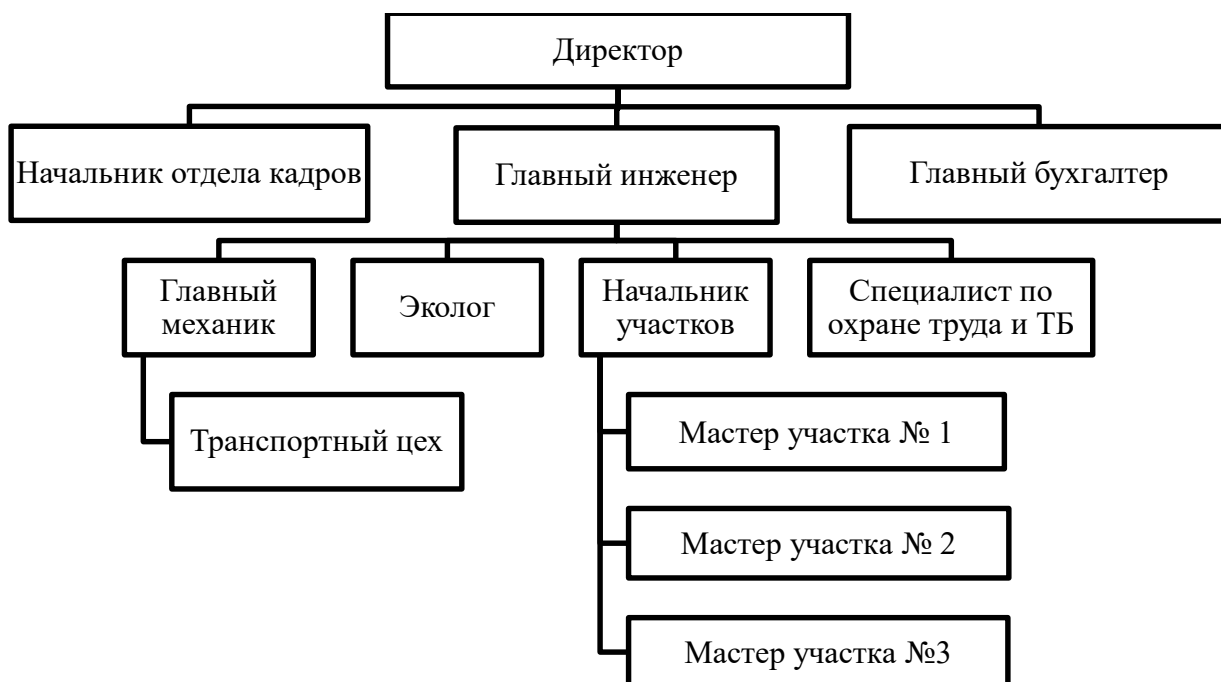 Директор
Начальник отдела кадров
Главный инженер
Главный бухгалтер
Главный
механик
Эколог
Начальник
участков
Специалист по
охране труда и ТБ
Транспортный цех
Мастер участка № 1
Мастер участка № 2
Мастер участка №3